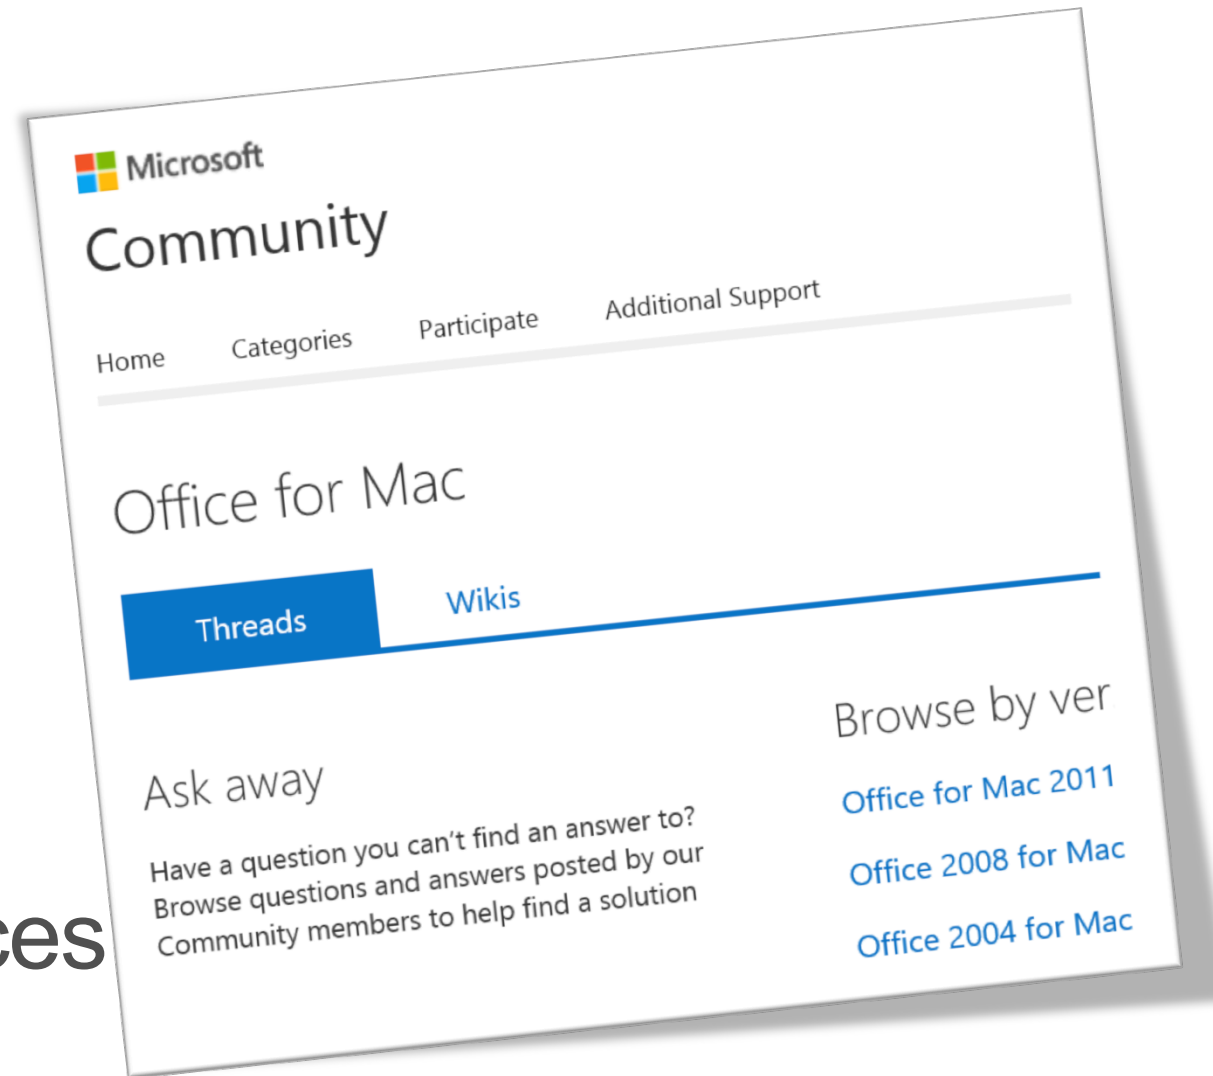 Microsoft
Community
Home Categories Participate Additional Support
Office for Mac
Threads Wikis
Ask away
Have a question you can't find an answer to?
Browse questions and answers posted by our
Community members to help find a solution
Browse by ver
Office for Mac 2011
Office 2008 for Mac
Office 2004 for Mac
ces